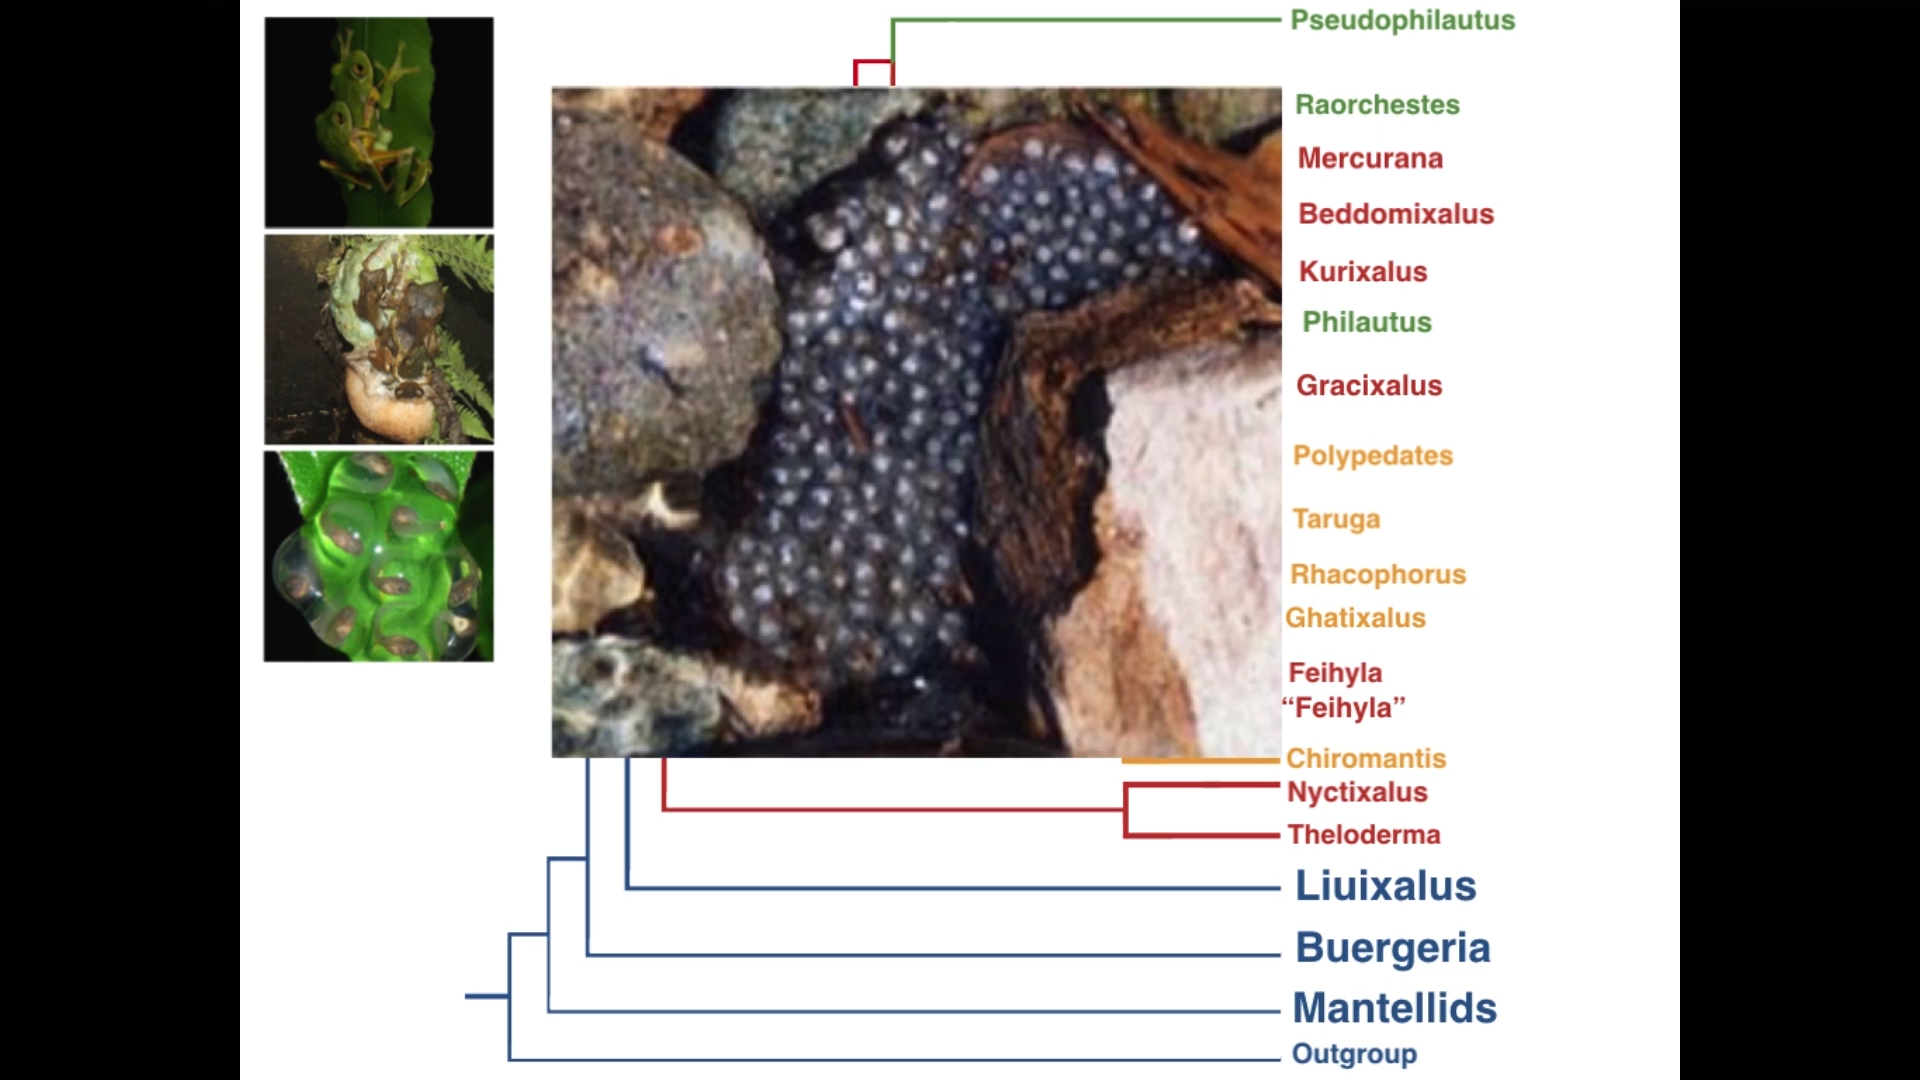 Pseudophilautus
Raorchestes
Mercurana
Beddomixalus
Kurixalus
Philautus
Gracixalus
Polypedates
Taruga
Rhacophorus
Ghatixalus
Feihyla
“Feihyla”
Chiromantis
Nyctixalus
Theloderma
Liuixalus
Buergeria
Mantellids
Outgroup